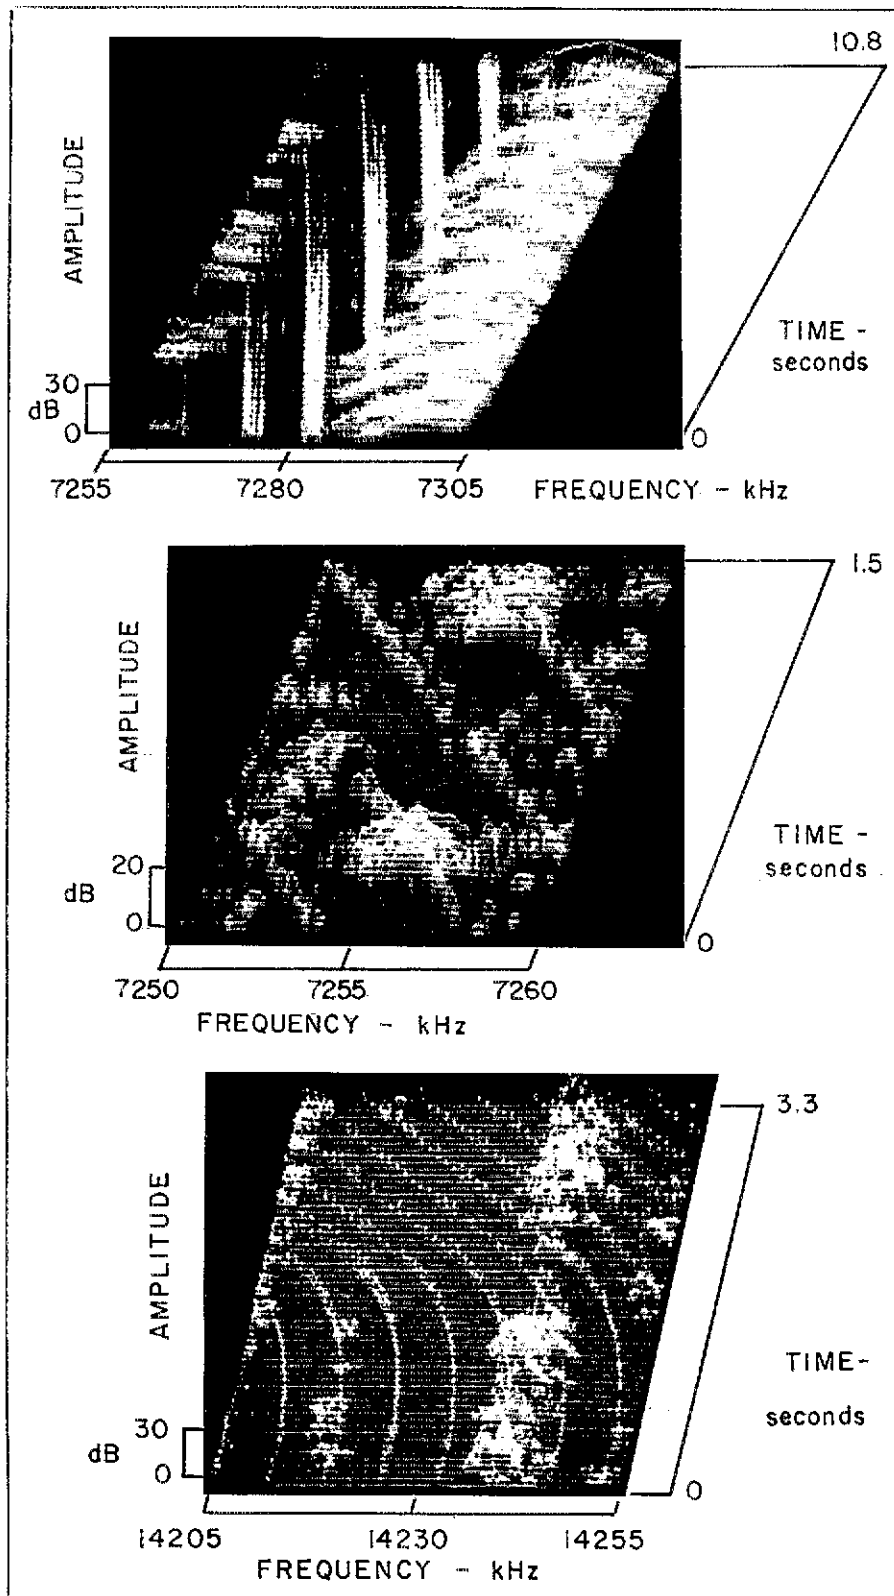 10.8
AMPLITUDE
TIME -
seconds
30
dB
0
0
7255 7280 7305 FREQUENCY - kHz
1.5
AMPLITUDE
TIME -
seconds
20
dB
0
0
7250 7255 7260
FREQUENCY - kHz
3.3
AMPLITUDE
TIME-
seconds
30
dB
0
0
14205 14230 14255
FREQUENCY - kHz